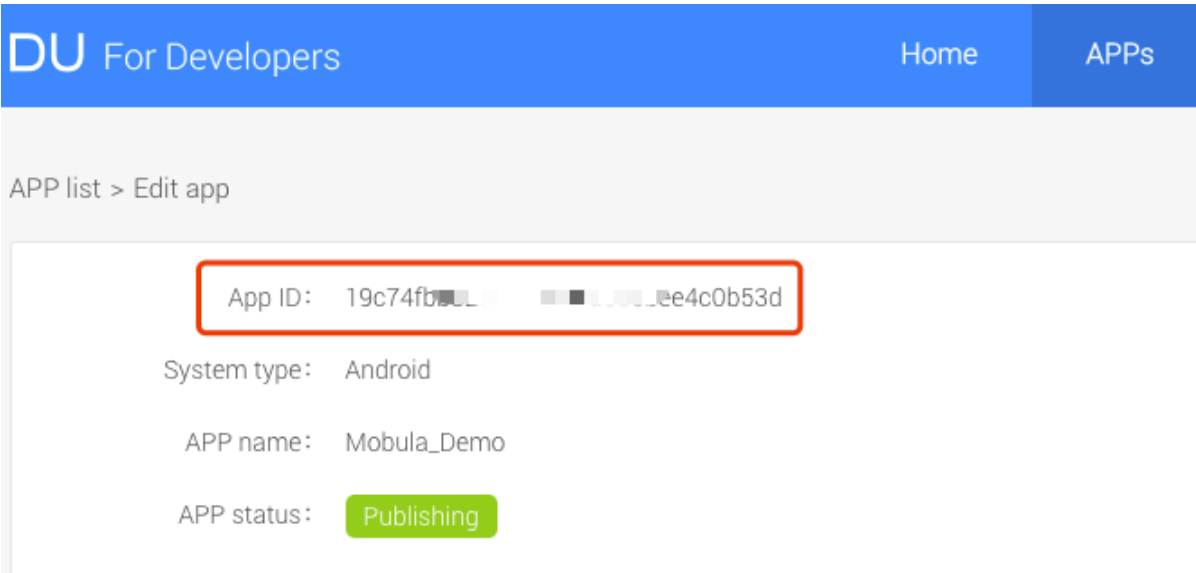 DU For Developers Home APPs
APP list > Edit app
App ID:
System type: Android
APP name: Mobula_Demo
APP status: Publishing